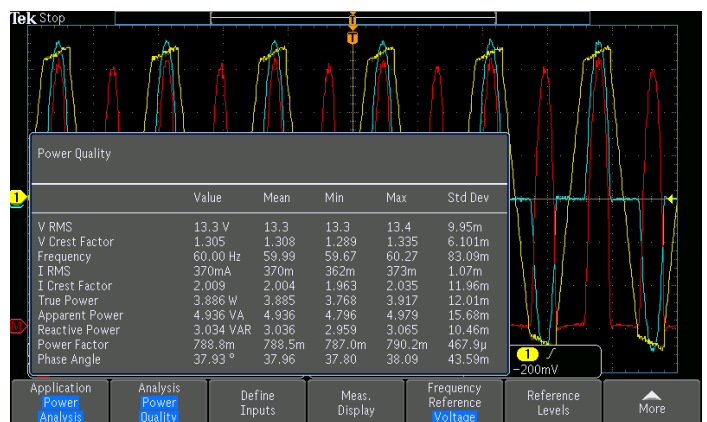 Tek Stop
T
T
1
Power Quality
Value Mean Min Max Std Dev
V RMS 13.3 V 13.3 13.3 13.4 9.95m
V Crest Factor 1.305 1.308 1.289 1.335 6.101m
Frequency 60.00 Hz 59.99 59.67 60.27 83.09m
I RMS 370mA 370m 362m 373m 1.07m
I Crest Factor 2.009 2.004 1.963 2.035 11.96m
True Power 3.886 W 3.885 3.768 3.917 12.01m
Apparent Power 4.936 VA 4.936 4.796 4.979 15.68m
Reactive Power 3.034 VAR 3.036 2.959 3.065 10.46m
Power Factor 788.8m 788.5m 787.0m 790.2m 467.9µ
Phase Angle 37.93 ° 37.96 37.80 38.09 43.59m
M
1
-200mV
Application Power Analysis
Analysis Power Quality
Define Inputs
Meas. Display
Frequency Reference Voltage
Reference Levels
More